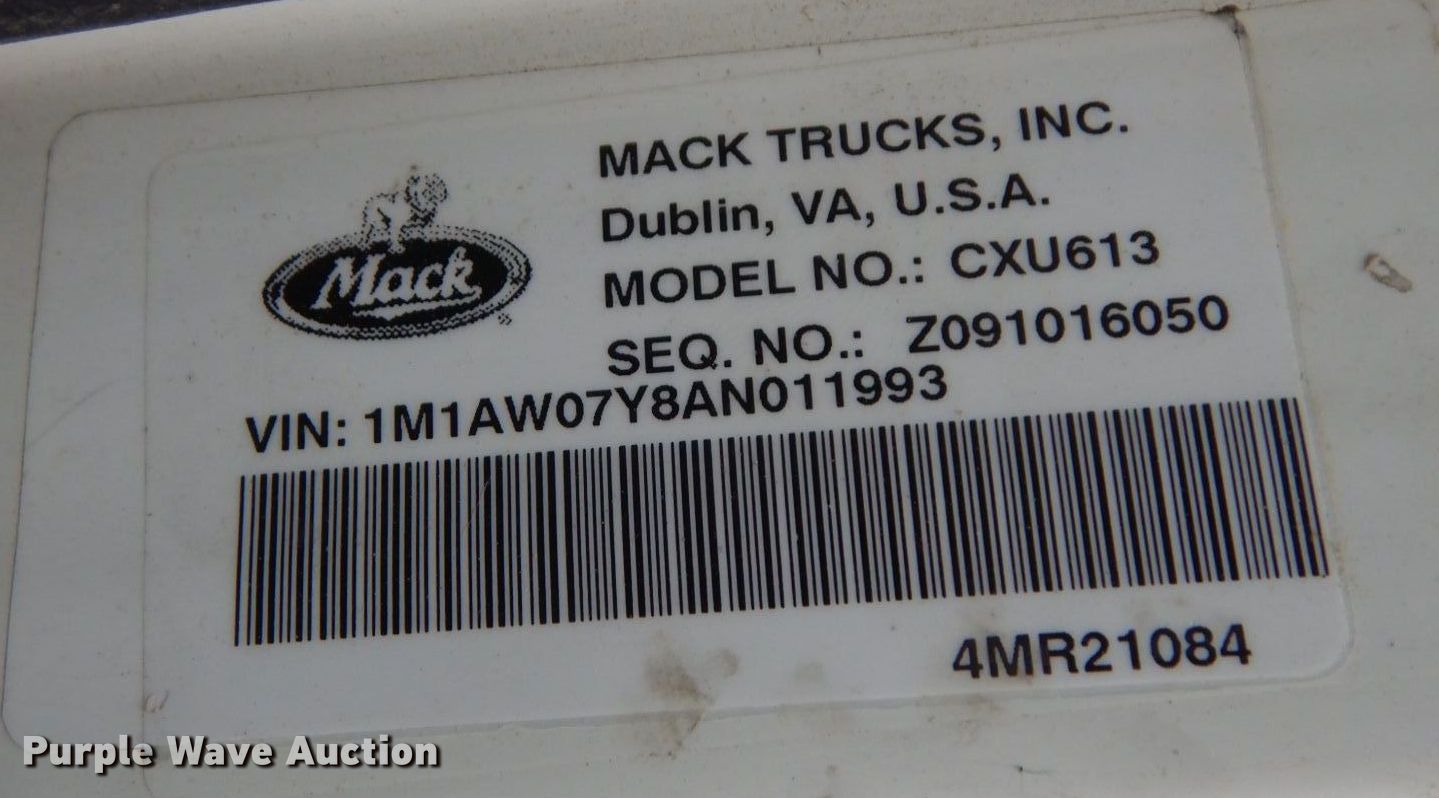 MACK TRUCKS, INC.
Dublin, VA, U.S.A.
Mack
MODEL NO.: CXU613
SEQ. NO.: Z091016050
VIN: 1M1AW07Y8AN011993
4MR21084
Purple Wave Auction